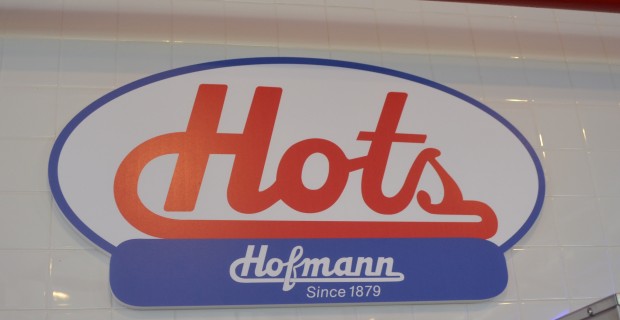 Hots
Hofmann
Since 1879